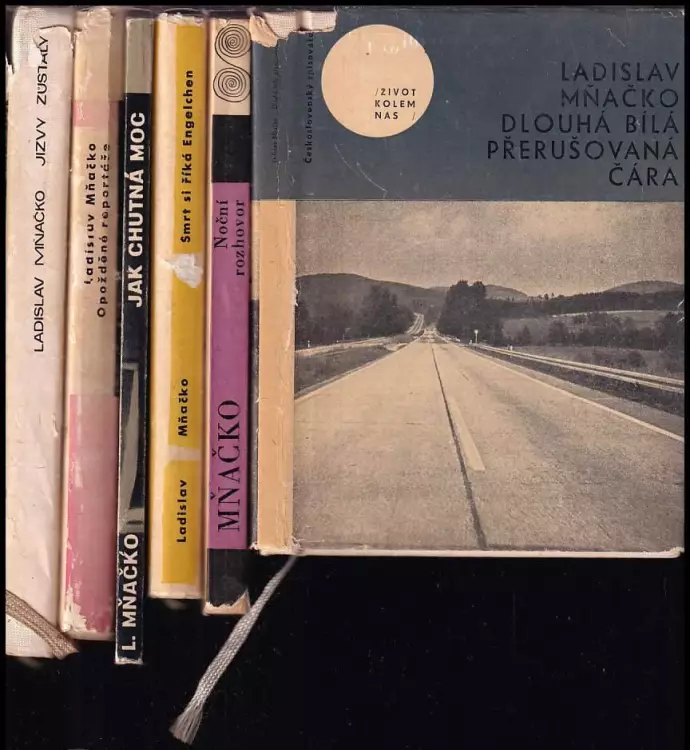 LADISLAV MŇAČKO JIZVY ZŮSTALY
Ladislav Mňačko
Opožděné reportáže
L. MŇAČKO JAK CHUTNÁ MOC
Ladislav Mňačko Smrt si říká Engelchen
MŇAČKO
Noční
rozhovor
Československý spisovatel
/ŽIVOT
KOLEM
NÁS/
LADISLAV
MŇAČKO
DLOUHÁ BÍLÁ
PŘERUŠOVANÁ
ČÁRA